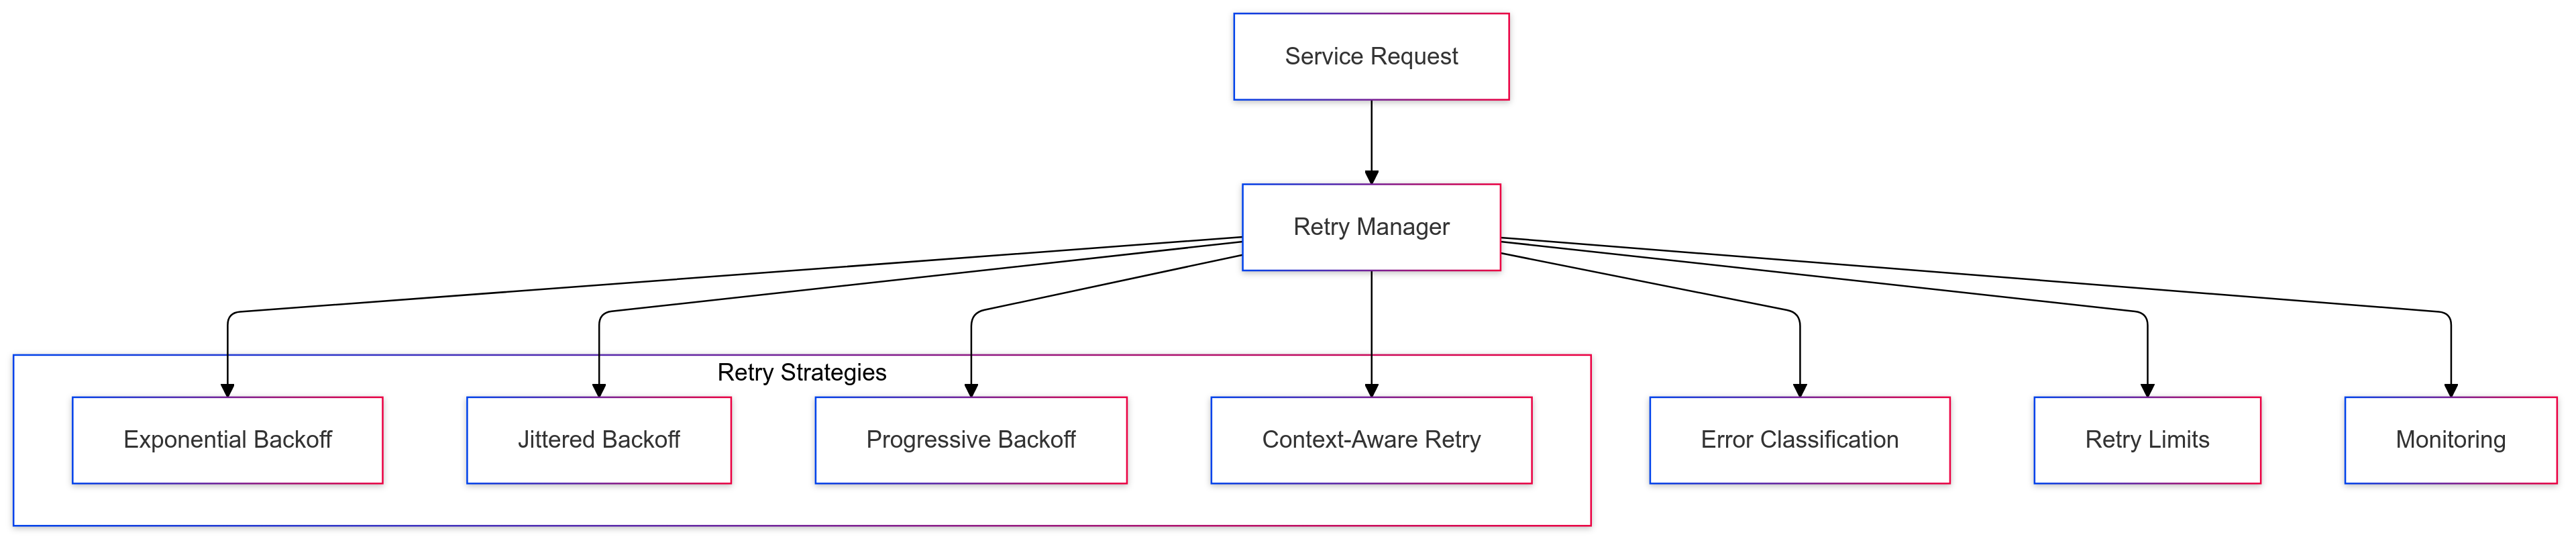 Service Request
Retry Manager
Retry Strategies
Exponential Backoff
Jittered Backoff
Progressive Backoff
Context-Aware Retry
Error Classification
Retry Limits
Monitoring